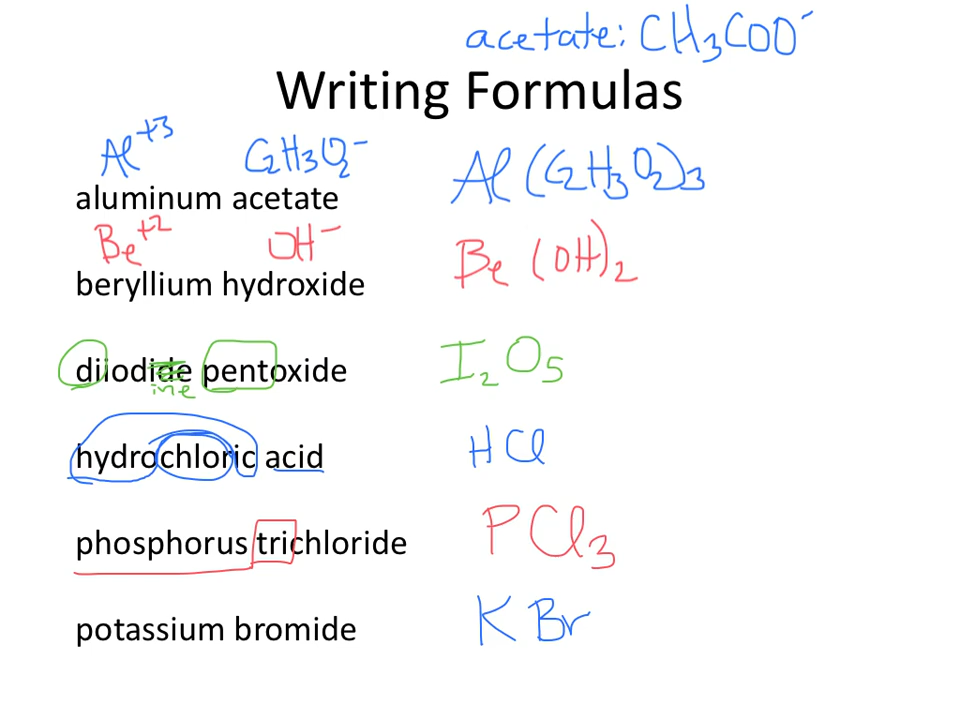 acetate: CH₃COO⁻
Writing Formulas
Al⁺³ C₂H₃O₂⁻
aluminum acetate Al(C₂H₃O₂)₃
Be⁺² OH⁻
beryllium hydroxide Be(OH)₂
diiodide pentoxide I₂O₅
ine
hydrochloric acid HCl
phosphorus trichloride PCl₃
potassium bromide KBr